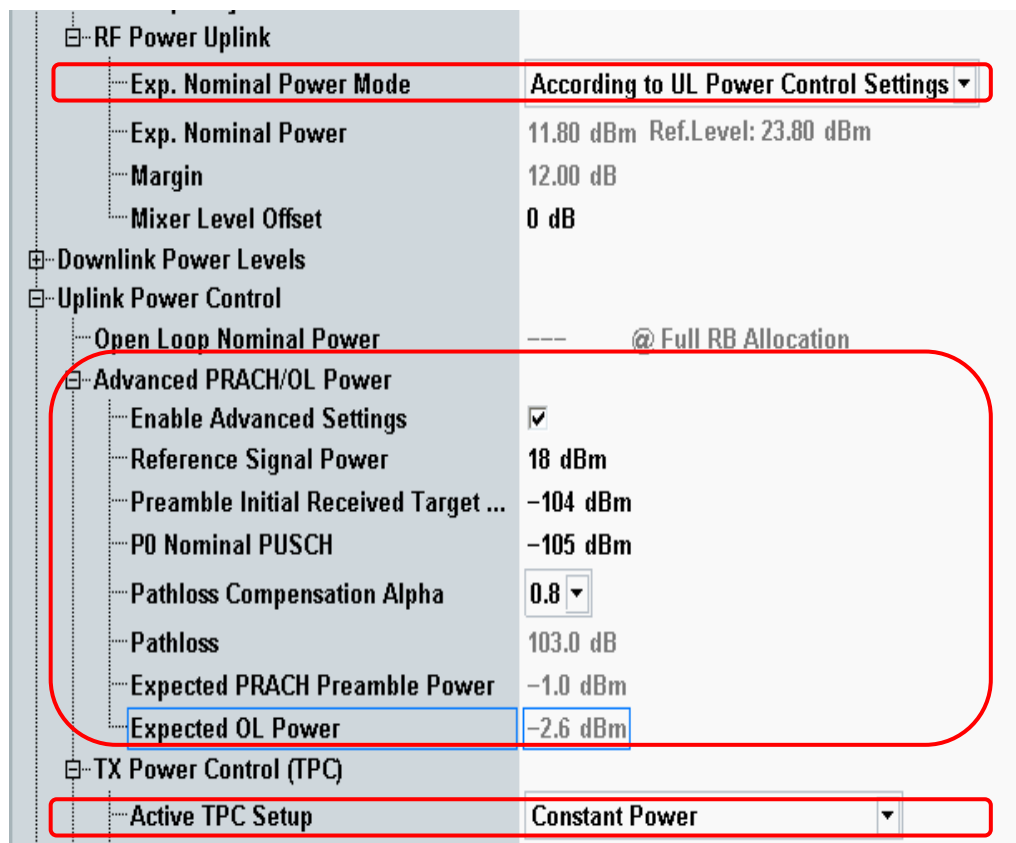 RF Power Uplink
Exp. Nominal Power Mode According to UL Power Control Settings
Exp. Nominal Power 11.80 dBm Ref.Level: 23.80 dBm
Margin 12.00 dB
Mixer Level Offset 0 dB
Downlink Power Levels
Uplink Power Control
Open Loop Nominal Power --- @ Full RB Allocation
Advanced PRACH/OL Power
Enable Advanced Settings
Reference Signal Power 18 dBm
Preamble Initial Received Target ... −104 dBm
P0 Nominal PUSCH −105 dBm
Pathloss Compensation Alpha 0.8
Pathloss 103.0 dB
Expected PRACH Preamble Power −1.0 dBm
Expected OL Power −2.6 dBm
TX Power Control (TPC)
Active TPC Setup Constant Power